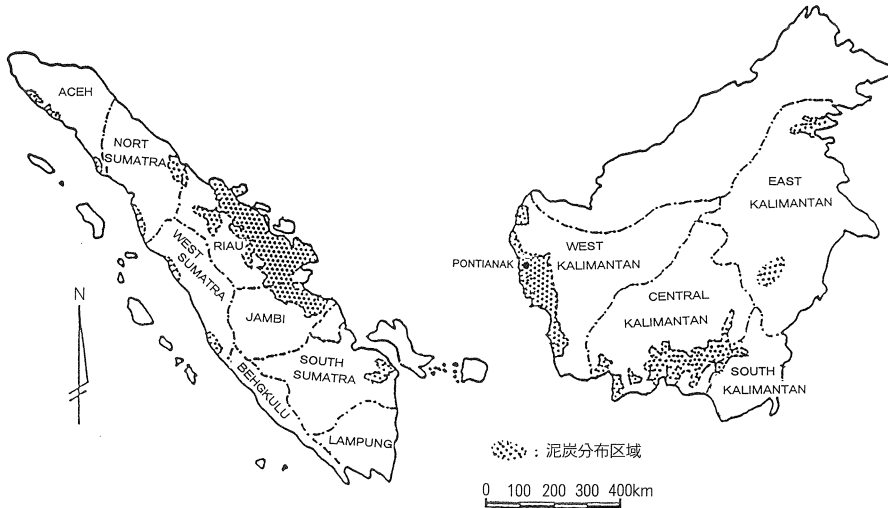 ACEH
NORT
SUMATRA
WEST
SUMATRA
RIAU
JAMBI
SOUTH
SUMATRA
BEHGKULU
LAMPUNG
N
PONTIANAK
WEST
KALIMANTAN
CENTRAL
KALIMANTAN
EAST
KALIMANTAN
SOUTH
KALIMANTAN
: 泥炭分布区域
0 100 200 300 400km